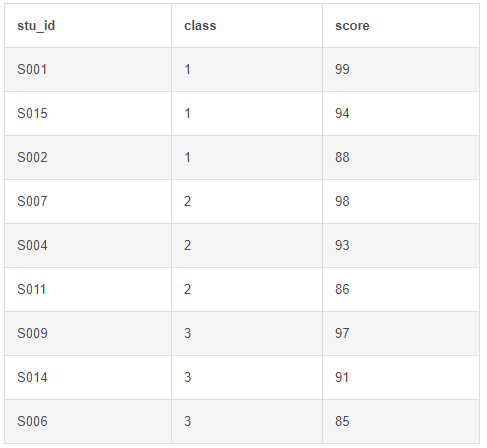 stu_id class score
S001 1 99
S015 1 94
S002 1 88
S007 2 98
S004 2 93
S011 2 86
S009 3 97
S014 3 91
S006 3 85